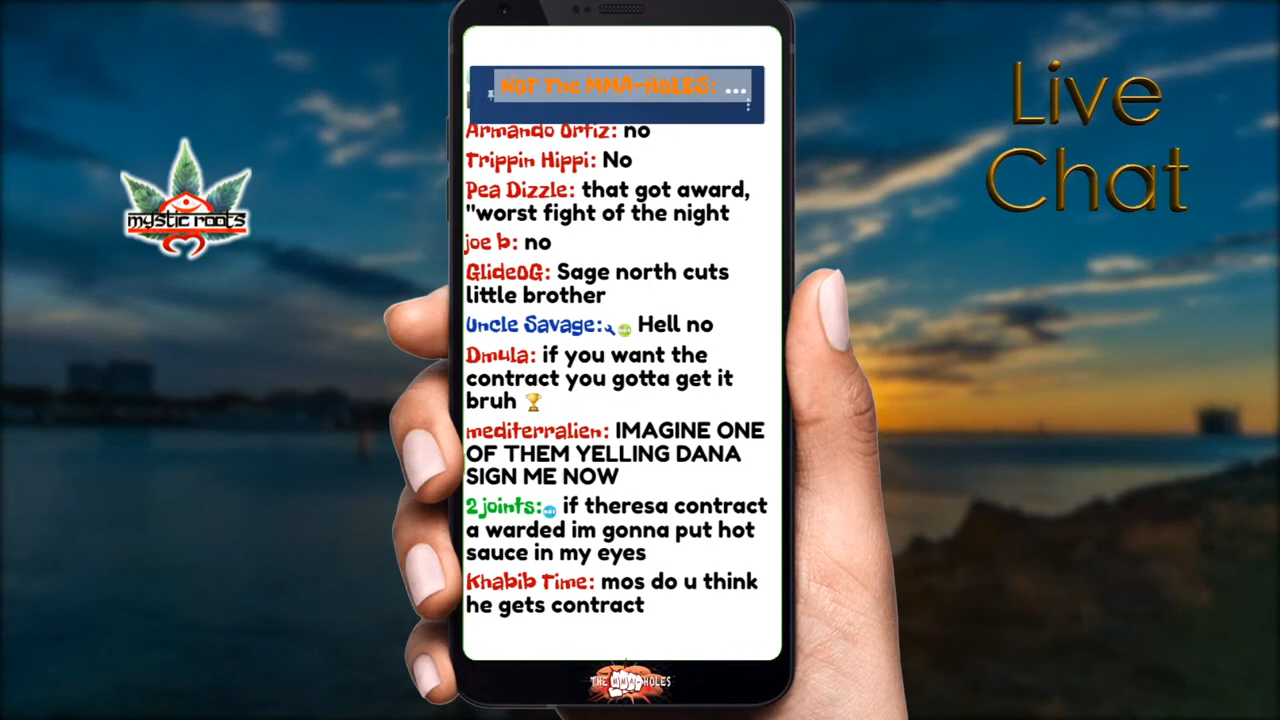 NOT The MMA-HOLES: ...
Armando Ortiz: no
Trippin Hippi: No
Pea Dizzle: that got award,
"worst fight of the night
joe b: no
GlideOG: Sage north cuts
little brother
Uncle Savage: Hell no
Dmula: if you want the
contract you gotta get it
bruh 🏆
mediterralien: IMAGINE ONE
OF THEM YELLING DANA
SIGN ME NOW
2 joints: if theresa contract
a warded im gonna put hot
sauce in my eyes
Khabib Time: mos do u think
he gets contract
THE MMA-HOLES
mystic roots
Live
Chat